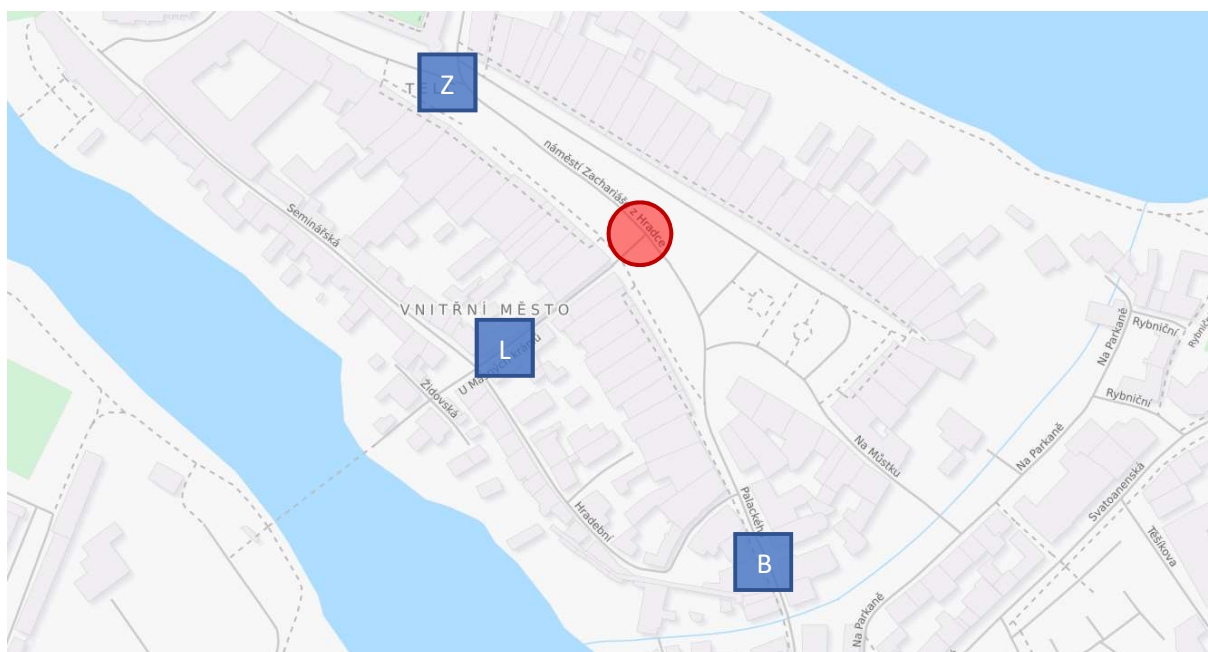 Z
TEL
náměstí Zachariáše z Hradce
Seminářská
VNITŘNÍ MĚSTO
L
U Masných krámů
Židovská
Na Parkaně
Rybniční
Rybniční
Rybniční
Na Můstku
Na Parkaně
Svatoanenská
Palackého
Hradební
Těšíkova
B
Na Parkaně